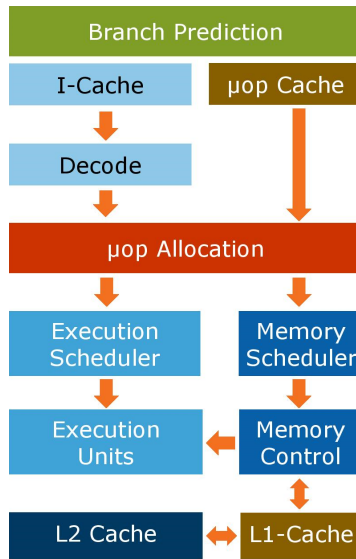 Branch Prediction
I-Cache
µop Cache
Decode
µop Allocation
Execution
Scheduler
Memory
Scheduler
Execution
Units
Memory
Control
L2 Cache
L1-Cache